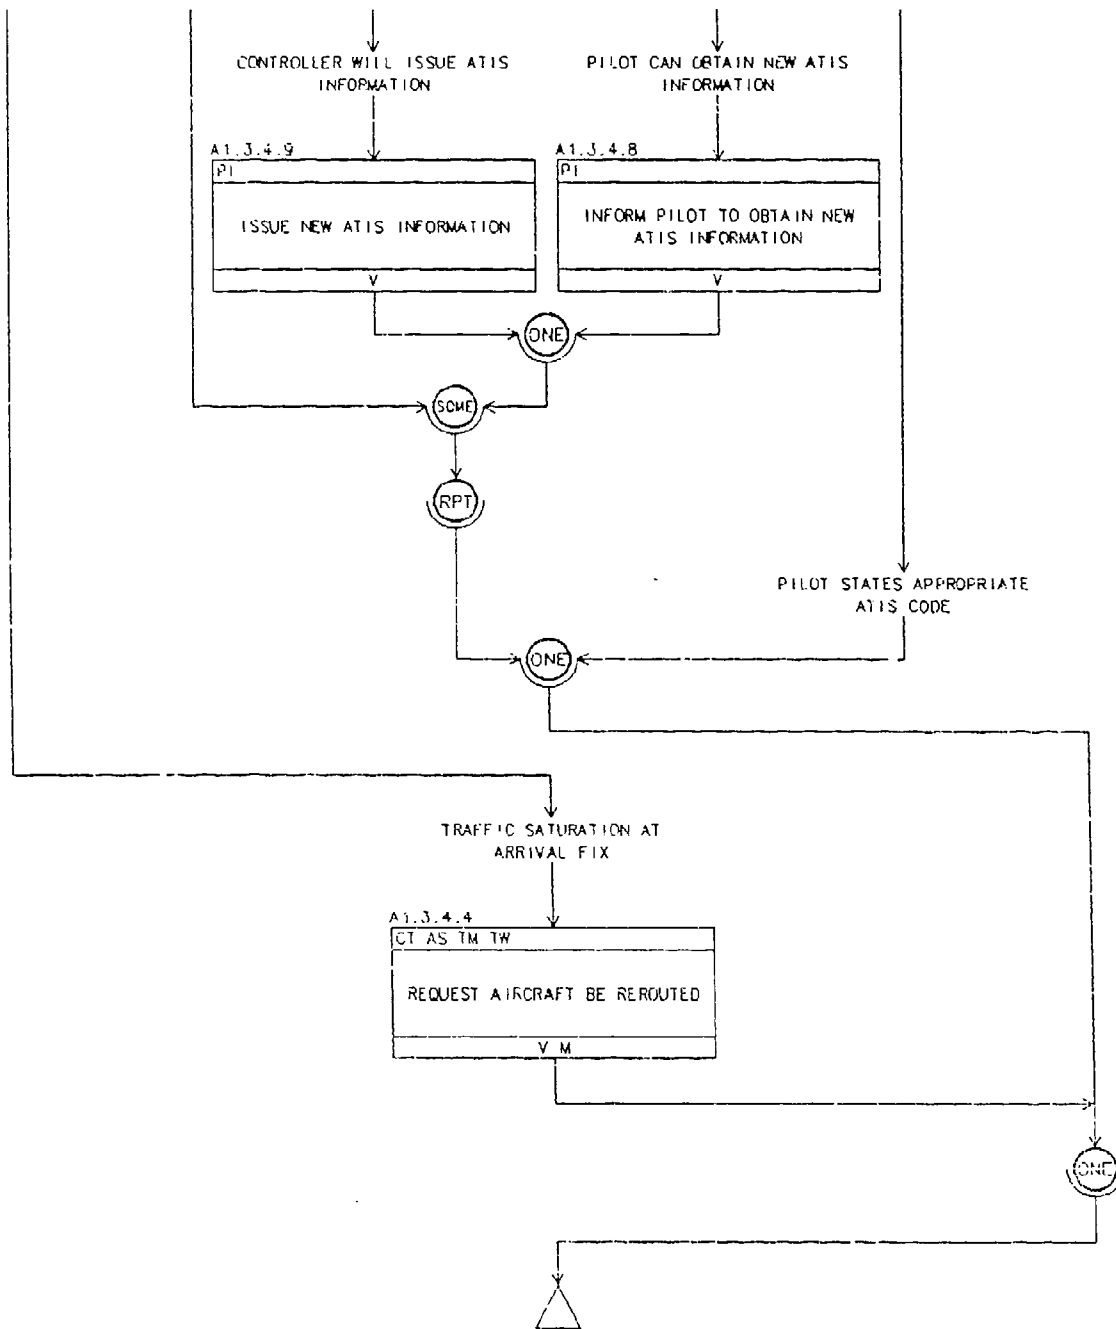 CONTROLLER WILL ISSUE ATIS
INFORMATION
PILOT CAN OBTAIN NEW ATIS
INFORMATION
A1.3.4.9
PI
ISSUE NEW ATIS INFORMATION
V
A1.3.4.8
PI
INFORM PILOT TO OBTAIN NEW
ATIS INFORMATION
V
ONE
SOME
RPT
PILOT STATES APPROPRIATE
ATIS CODE
ONE
TRAFFIC SATURATION AT
ARRIVAL FIX
A1.3.4.4
CT AS TM TW
REQUEST AIRCRAFT BE REROUTED
V M
ONE